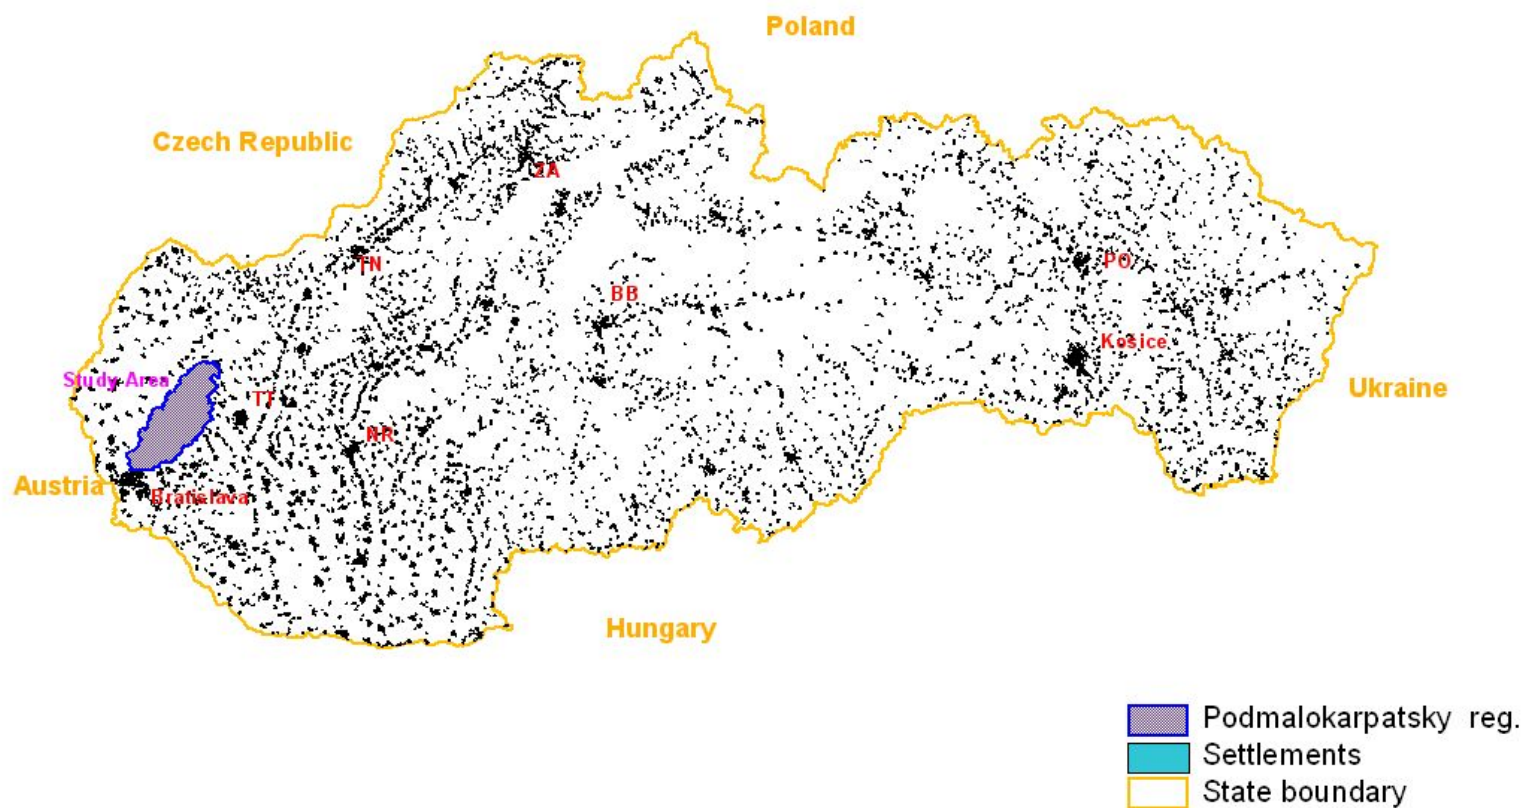 Poland
Czech Republic
ZA
TN
PO
BB
Košice
Study Area
Ukraine
TT
NR
Austria
Bratislava
Hungary
Podmalokarpatsky reg.
Settlements
State boundary